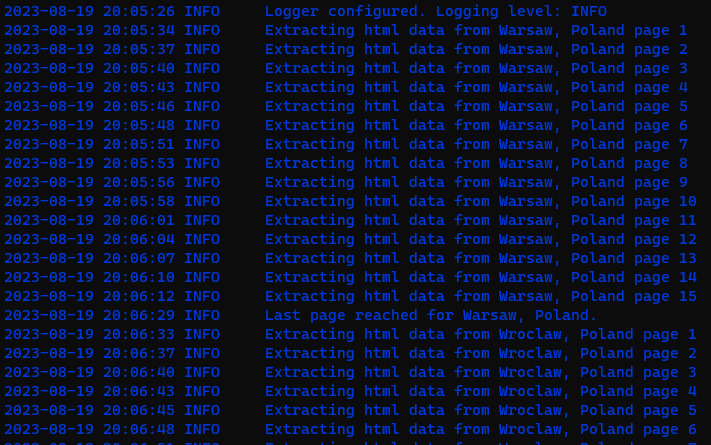 2023-08-19 20:05:26 INFO Logger configured. Logging level: INFO
2023-08-19 20:05:34 INFO Extracting html data from Warsaw, Poland page 1
2023-08-19 20:05:37 INFO Extracting html data from Warsaw, Poland page 2
2023-08-19 20:05:40 INFO Extracting html data from Warsaw, Poland page 3
2023-08-19 20:05:43 INFO Extracting html data from Warsaw, Poland page 4
2023-08-19 20:05:46 INFO Extracting html data from Warsaw, Poland page 5
2023-08-19 20:05:48 INFO Extracting html data from Warsaw, Poland page 6
2023-08-19 20:05:51 INFO Extracting html data from Warsaw, Poland page 7
2023-08-19 20:05:53 INFO Extracting html data from Warsaw, Poland page 8
2023-08-19 20:05:56 INFO Extracting html data from Warsaw, Poland page 9
2023-08-19 20:05:58 INFO Extracting html data from Warsaw, Poland page 10
2023-08-19 20:06:01 INFO Extracting html data from Warsaw, Poland page 11
2023-08-19 20:06:04 INFO Extracting html data from Warsaw, Poland page 12
2023-08-19 20:06:07 INFO Extracting html data from Warsaw, Poland page 13
2023-08-19 20:06:10 INFO Extracting html data from Warsaw, Poland page 14
2023-08-19 20:06:12 INFO Extracting html data from Warsaw, Poland page 15
2023-08-19 20:06:29 INFO Last page reached for Warsaw, Poland.
2023-08-19 20:06:33 INFO Extracting html data from Wroclaw, Poland page 1
2023-08-19 20:06:37 INFO Extracting html data from Wroclaw, Poland page 2
2023-08-19 20:06:40 INFO Extracting html data from Wroclaw, Poland page 3
2023-08-19 20:06:43 INFO Extracting html data from Wroclaw, Poland page 4
2023-08-19 20:06:45 INFO Extracting html data from Wroclaw, Poland page 5
2023-08-19 20:06:48 INFO Extracting html data from Wroclaw, Poland page 6